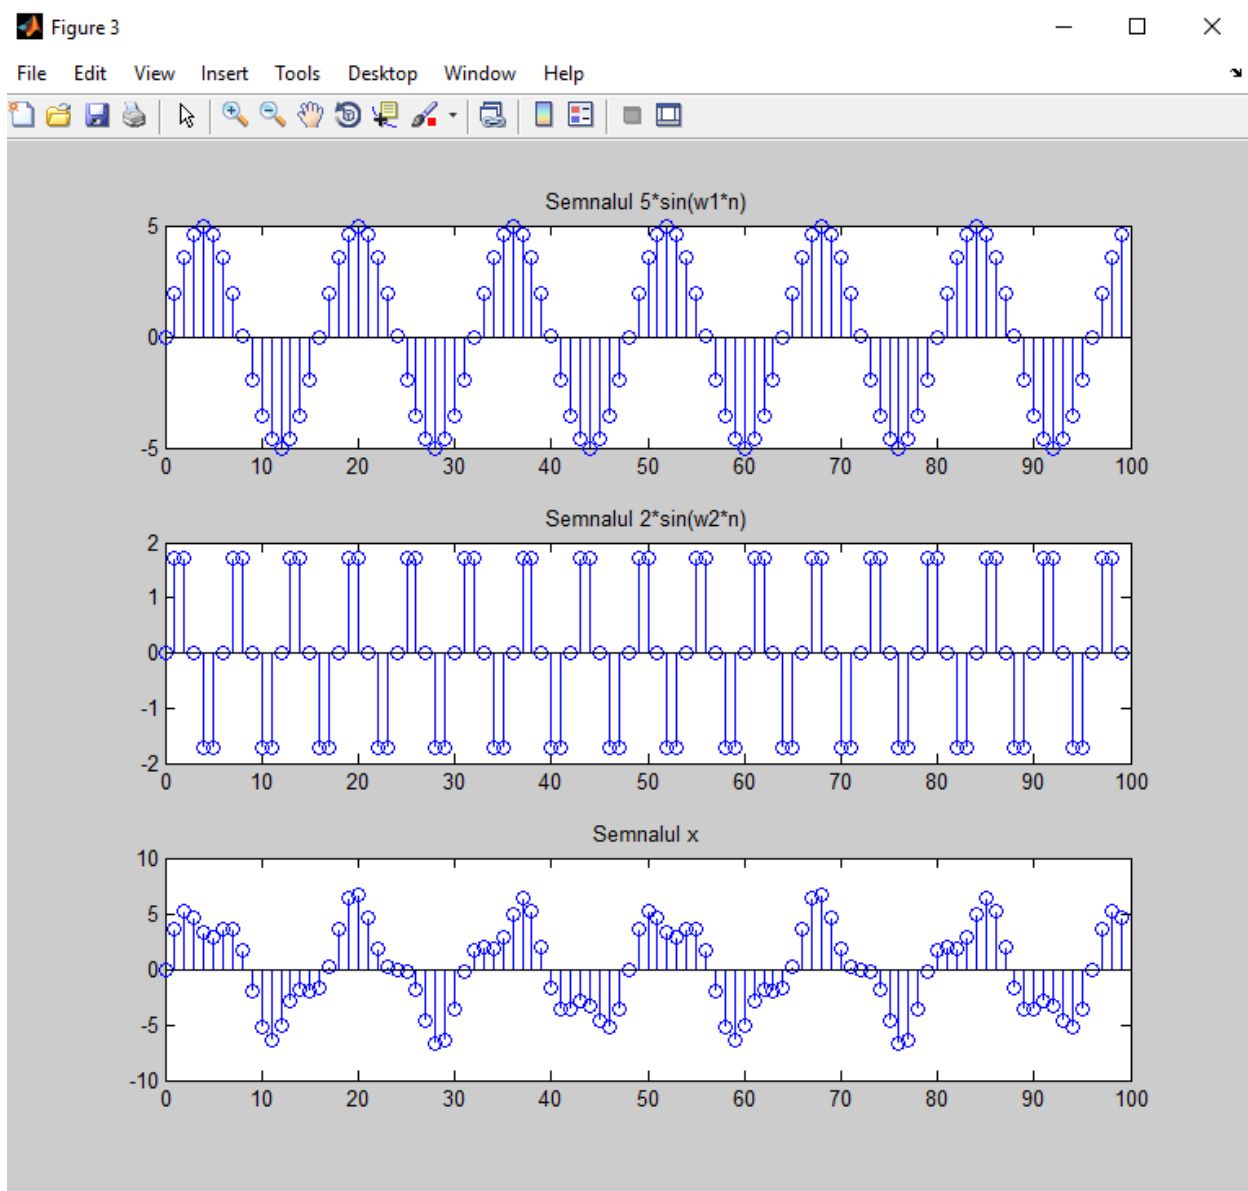 Figure 3
File Edit View Insert Tools Desktop Window Help
Semnalul 5*sin(w1*n)
5
0
-5
0 10 20 30 40 50 60 70 80 90 100
Semnalul 2*sin(w2*n)
2
1
0
-1
-2
0 10 20 30 40 50 60 70 80 90 100
Semnalul x
10
5
0
-5
-10
0 10 20 30 40 50 60 70 80 90 100